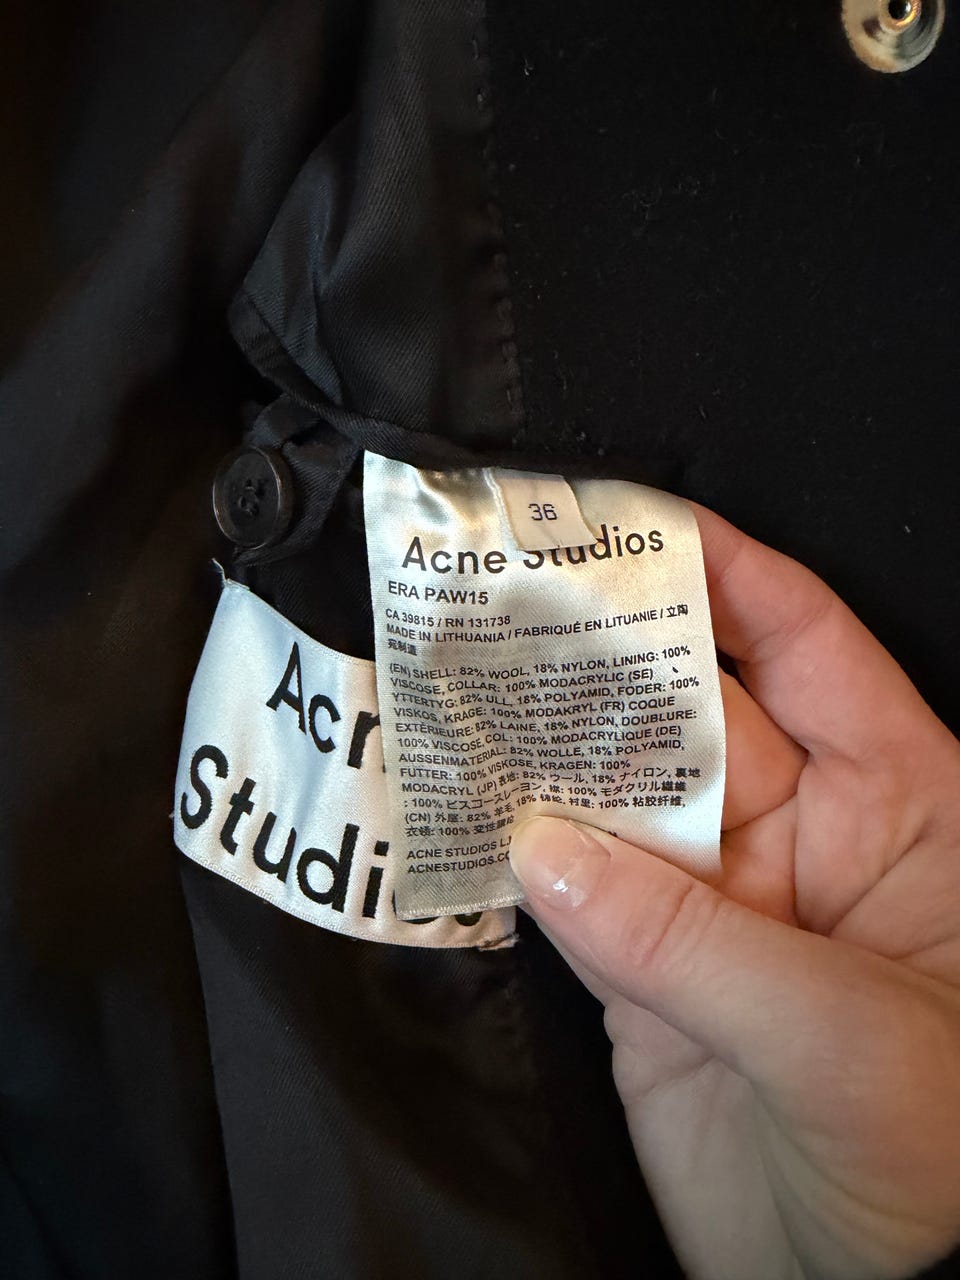 36
Acne Studios
ERA PAW15
CA 39815 / RN 131738
MADE IN LITHUANIA / FABRIQUÉ EN LITUANIE / 立陶
宛制造
(EN) SHELL: 82% WOOL, 18% NYLON, LINING: 100%
VISCOSE, COLLAR: 100% MODACRYLIC (SE)
YTTERTYG: 82% ULL, 18% POLYAMID, FODER: 100%
VISKOS, KRAGE: 100% MODAKRYL (FR) COQUE
EXTÉRIEURE: 82% LAINE, 18% NYLON, DOUBLURE:
100% VISCOSE, COL: 100% MODACRYLIQUE (DE)
AUSSENMATERIAL: 82% WOLLE, 18% POLYAMID,
FUTTER: 100% VISKOSE, KRAGEN: 100%
MODACRYL (JP) 表地: 82% ウール, 18% ナイロン, 裏地
: 100% ビスコースレーヨン, 襟: 100% モダクリル繊維
(CN) 外层: 82% 羊毛, 18% 锦纶, 衬里: 100% 粘胶纤维,
衣领: 100% 变性
ACNE STUDIOS
ACNESTUDIOS.CO
Acn
Studi